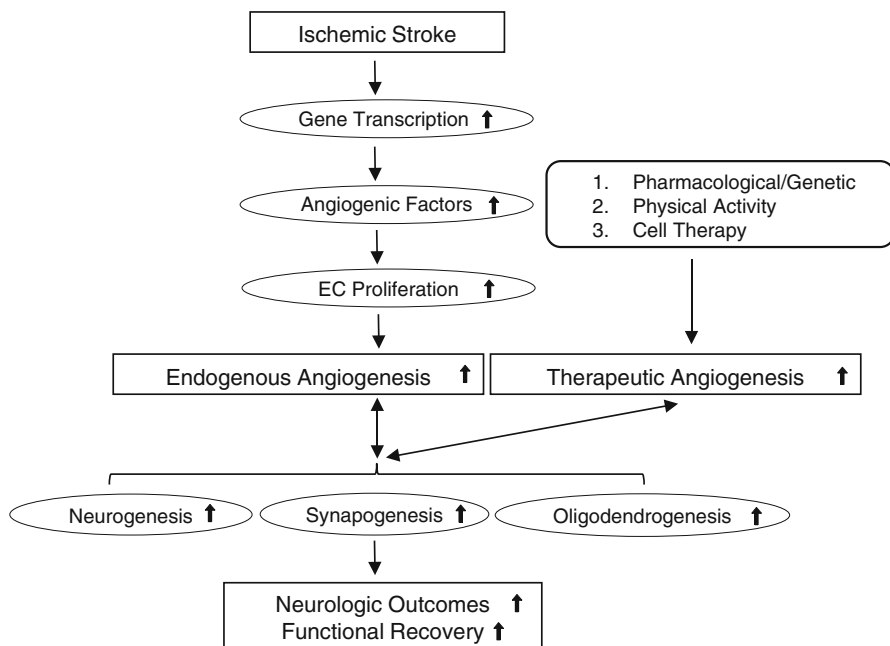 Ischemic Stroke
Gene Transcription ⬆
Angiogenic Factors ⬆
1. Pharmacological/Genetic
2. Physical Activity
3. Cell Therapy
EC Proliferation ⬆
Endogenous Angiogenesis ⬆
Therapeutic Angiogenesis ⬆
Neurogenesis ⬆
Synapogenesis ⬆
Oligodendrogenesis ⬆
Neurologic Outcomes ⬆
Functional Recovery ⬆